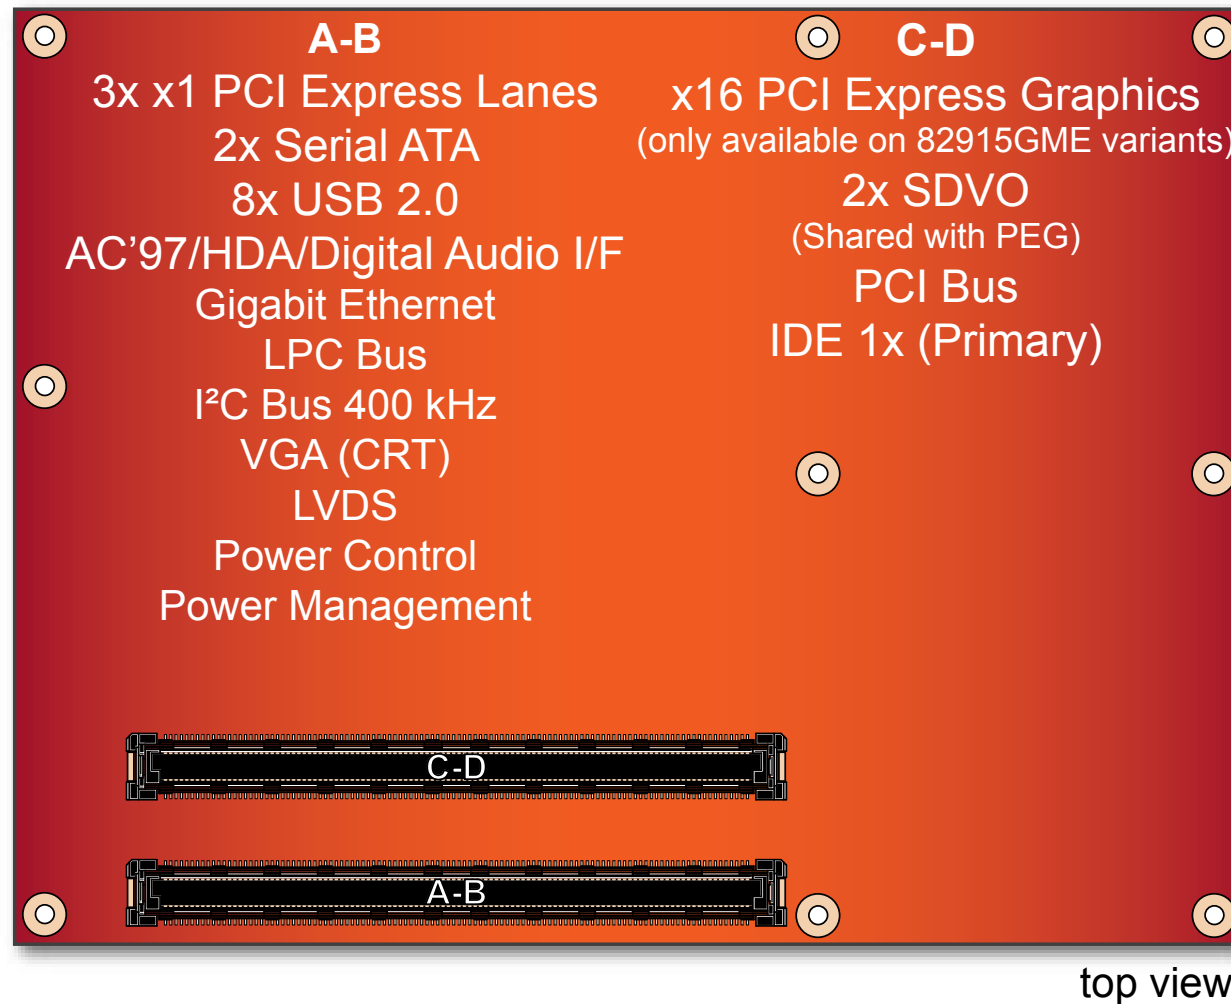 A-B
3x x1 PCI Express Lanes
2x Serial ATA
8x USB 2.0
AC’97/HDA/Digital Audio I/F
Gigabit Ethernet
LPC Bus
I²C Bus 400 kHz
VGA (CRT)
LVDS
Power Control
Power Management
C-D
x16 PCI Express Graphics
(only available on 82915GME variants)
2x SDVO
(Shared with PEG)
PCI Bus
IDE 1x (Primary)
C-D
A-B
top view